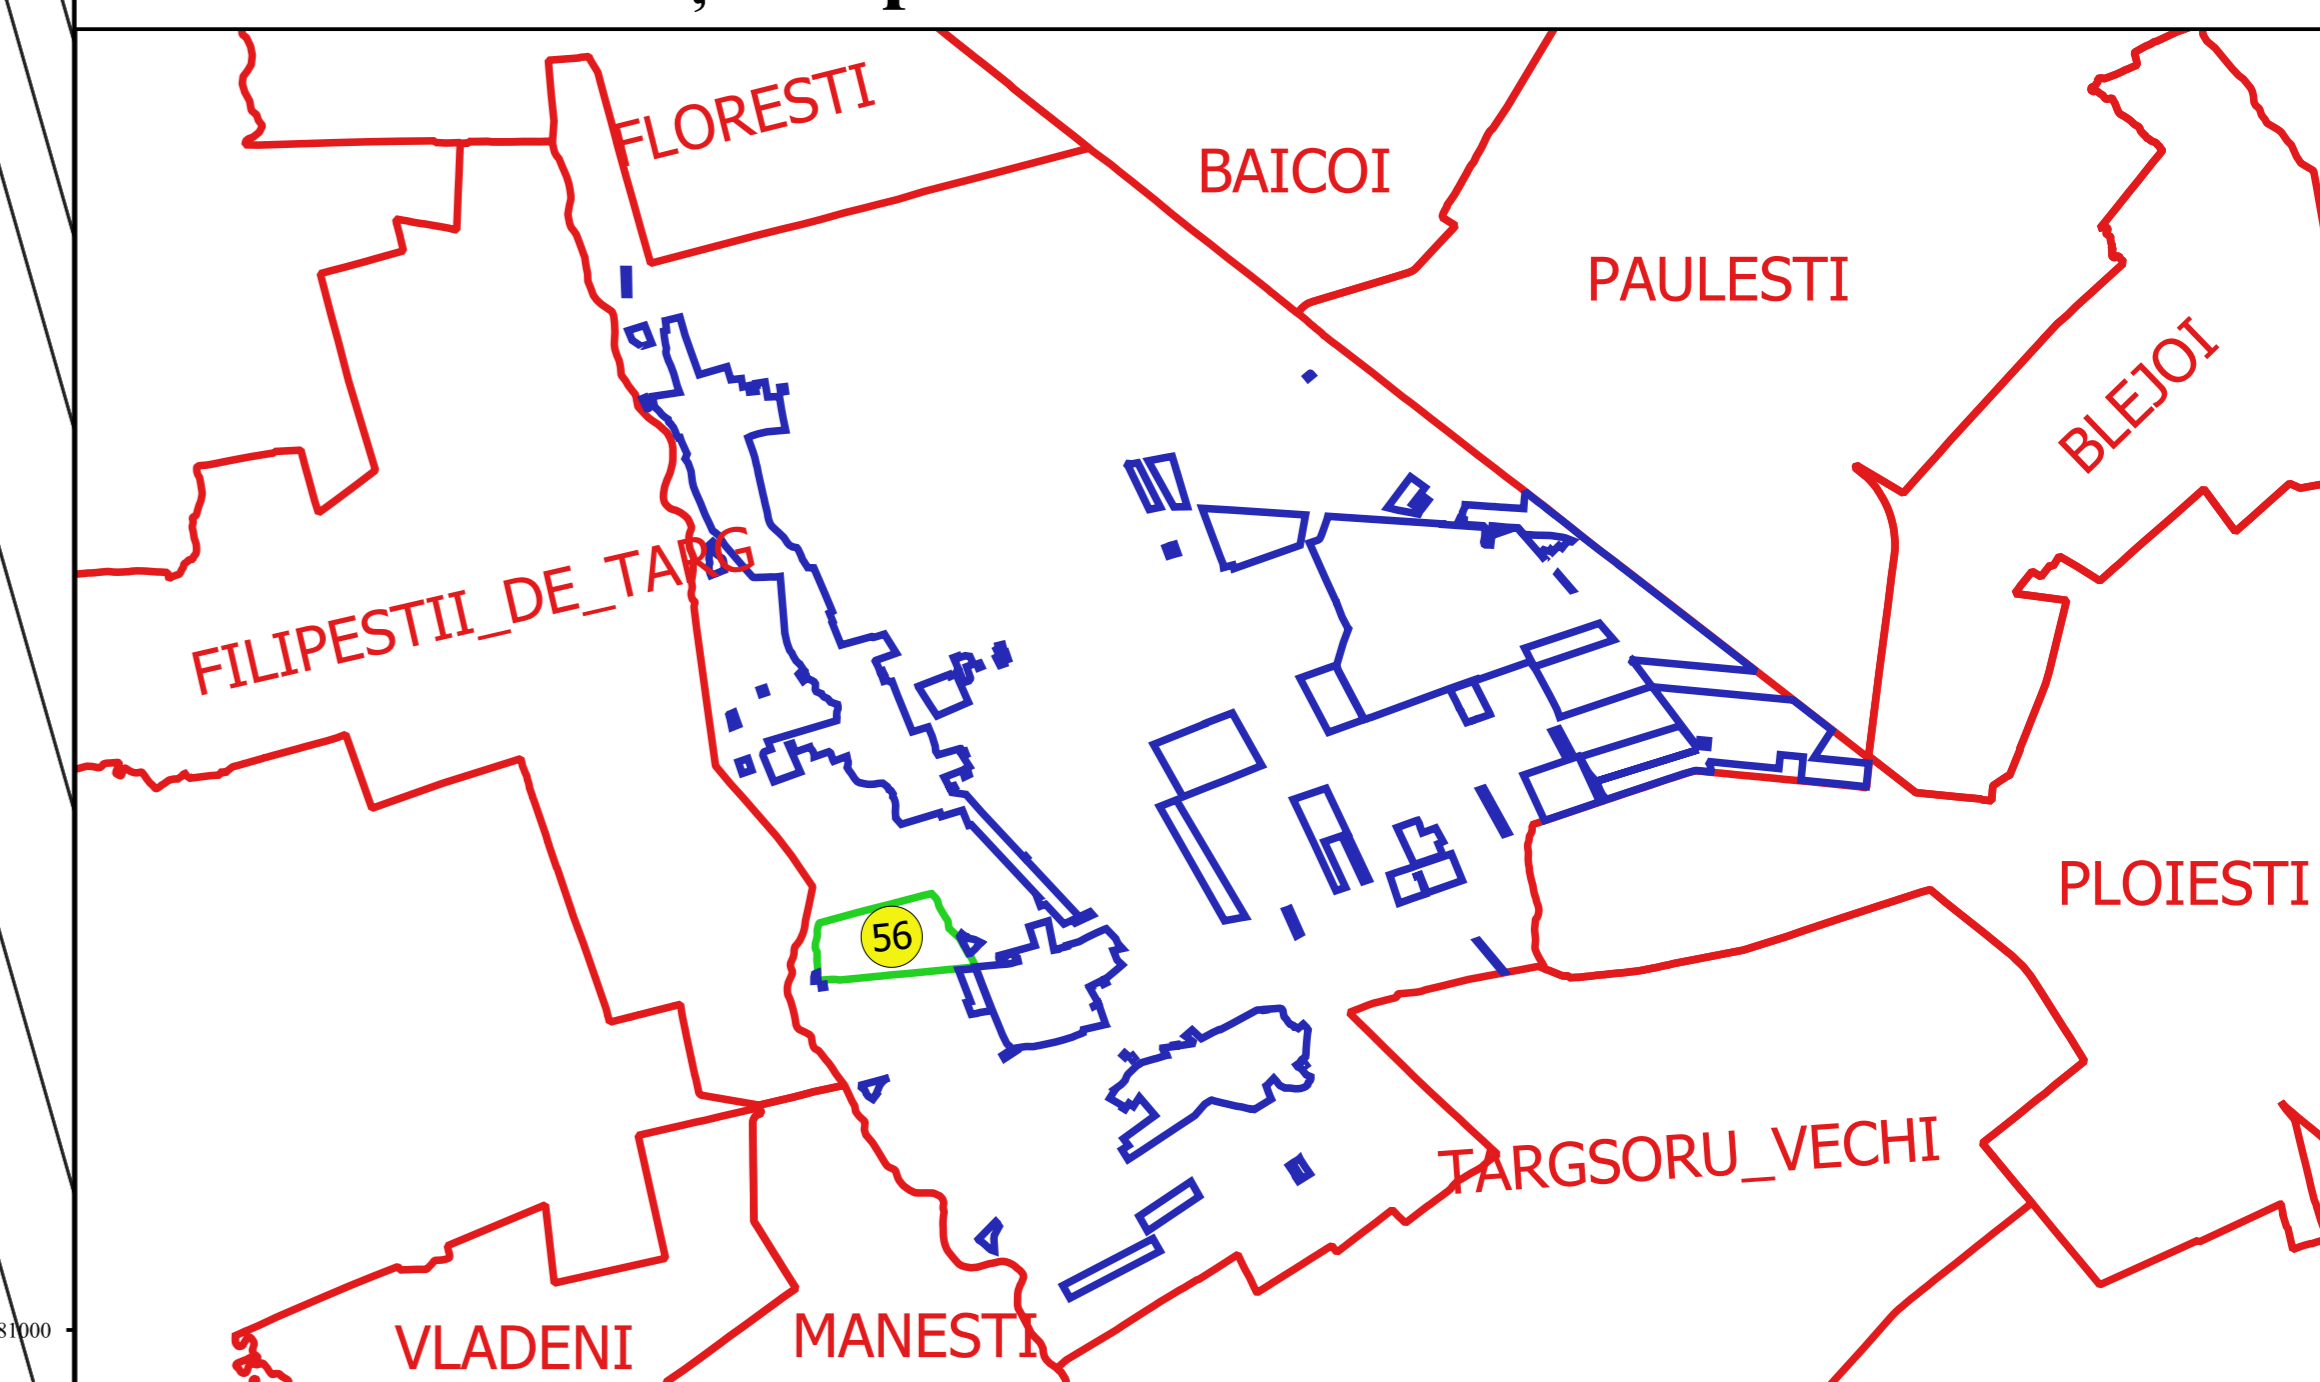 FLORESTI
BAICOI
PAULESTI
BLEJOI
FILIPESTII_DE_TARG
PLOIESTI
56
TARGSORU_VECHI
81000
VLADENI
MANESTI